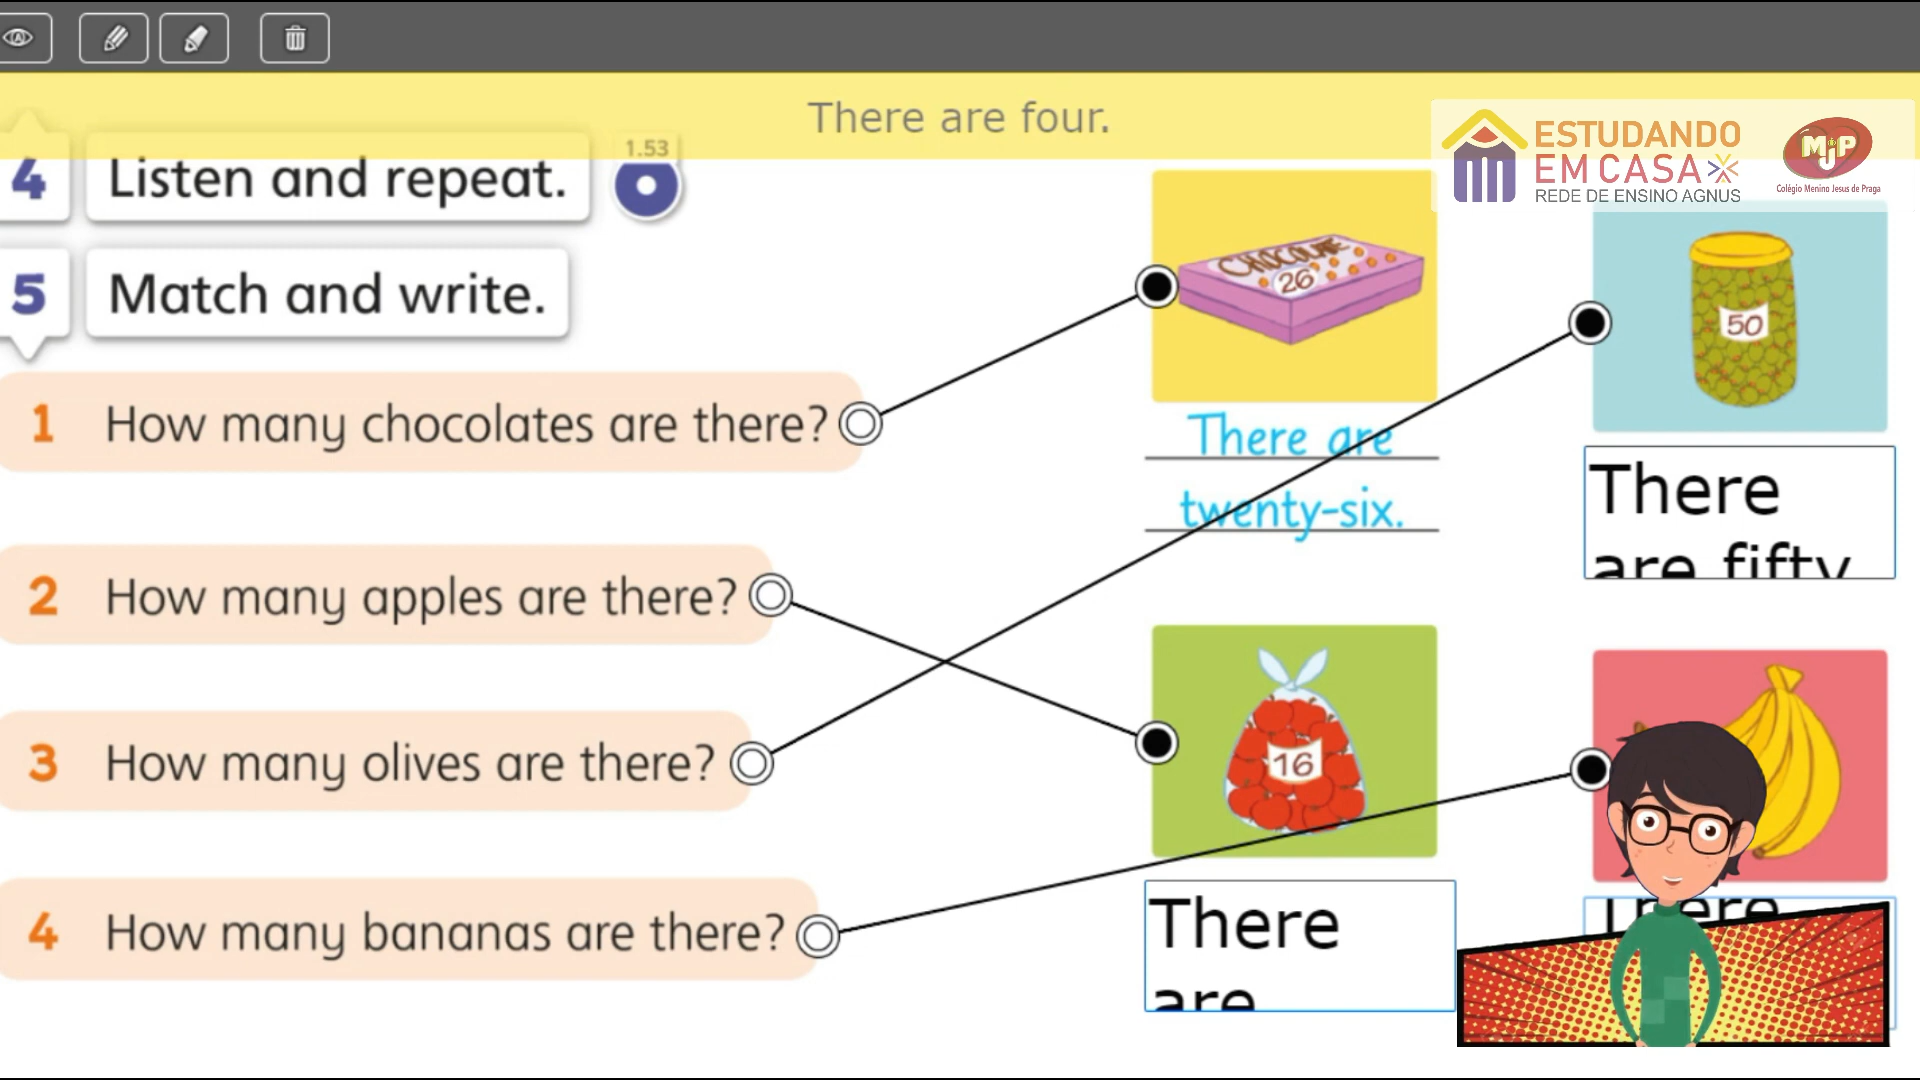 There are four.
ESTUDANDO
EM CASA
REDE DE ENSINO AGNUS
MJP
Colégio Menino Jesus de Praga
4 Listen and repeat. 1.53
5 Match and write.
1 How many chocolates are there?
2 How many apples are there?
3 How many olives are there?
4 How many bananas are there?
CHOCOLATE
26
There are
twenty-six.
50
There
are fifty
16
There
are
There